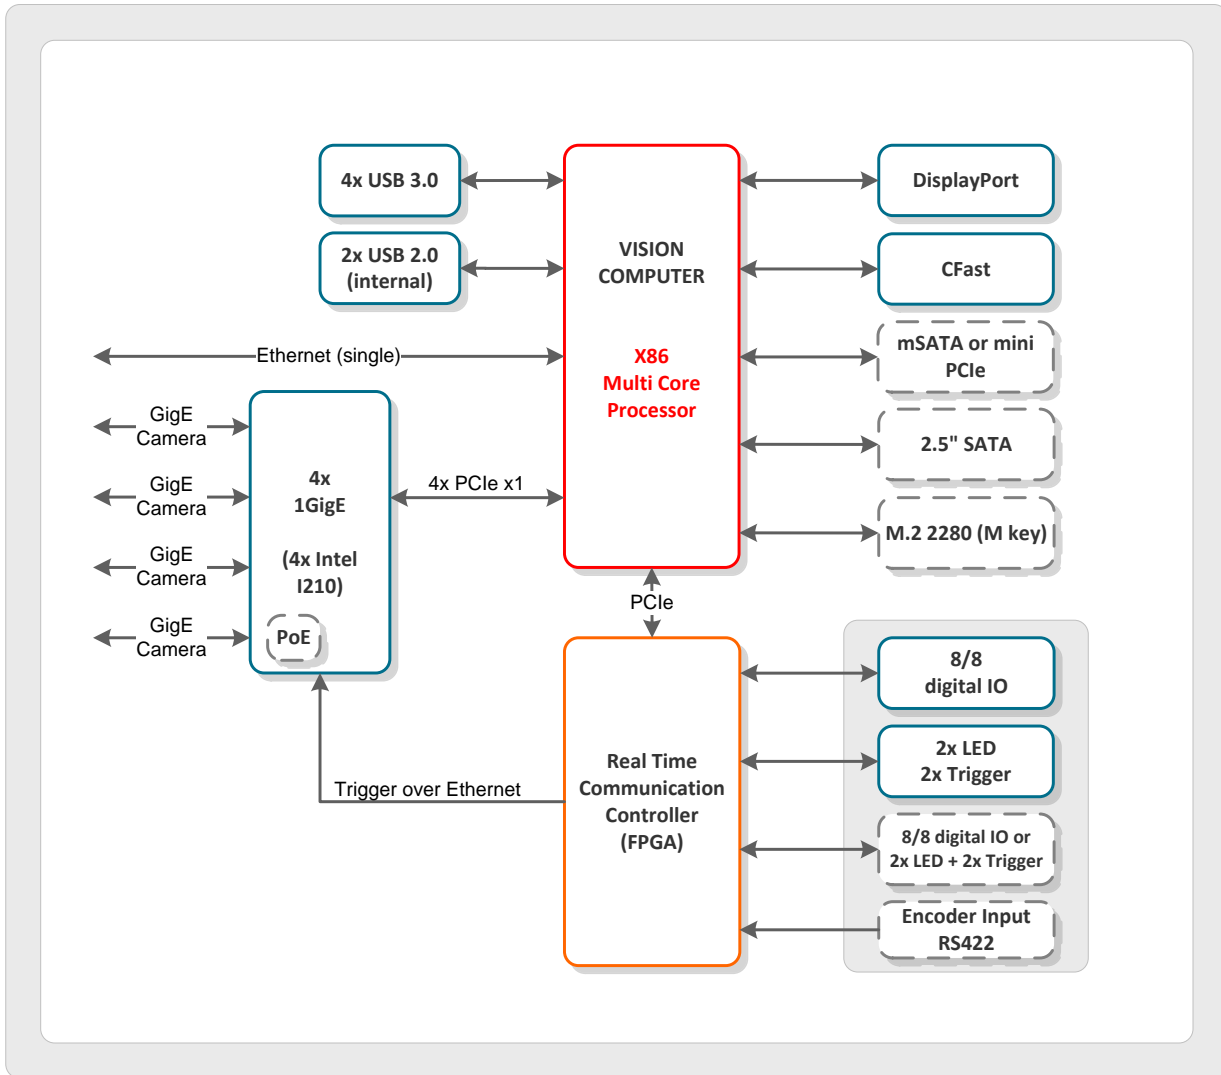 4x USB 3.0
2x USB 2.0
(internal)
Ethernet (single)
GigE
Camera
GigE
Camera
GigE
Camera
GigE
Camera
4x
1GigE
(4x Intel
I210)
PoE
4x PCIe x1
VISION
COMPUTER
X86
Multi Core
Processor
DisplayPort
CFast
mSATA or mini
PCIe
2.5" SATA
M.2 2280 (M key)
PCIe
Trigger over Ethernet
Real Time
Communication
Controller
(FPGA)
8/8
digital IO
2x LED
2x Trigger
8/8 digital IO or
2x LED + 2x Trigger
Encoder Input
RS422